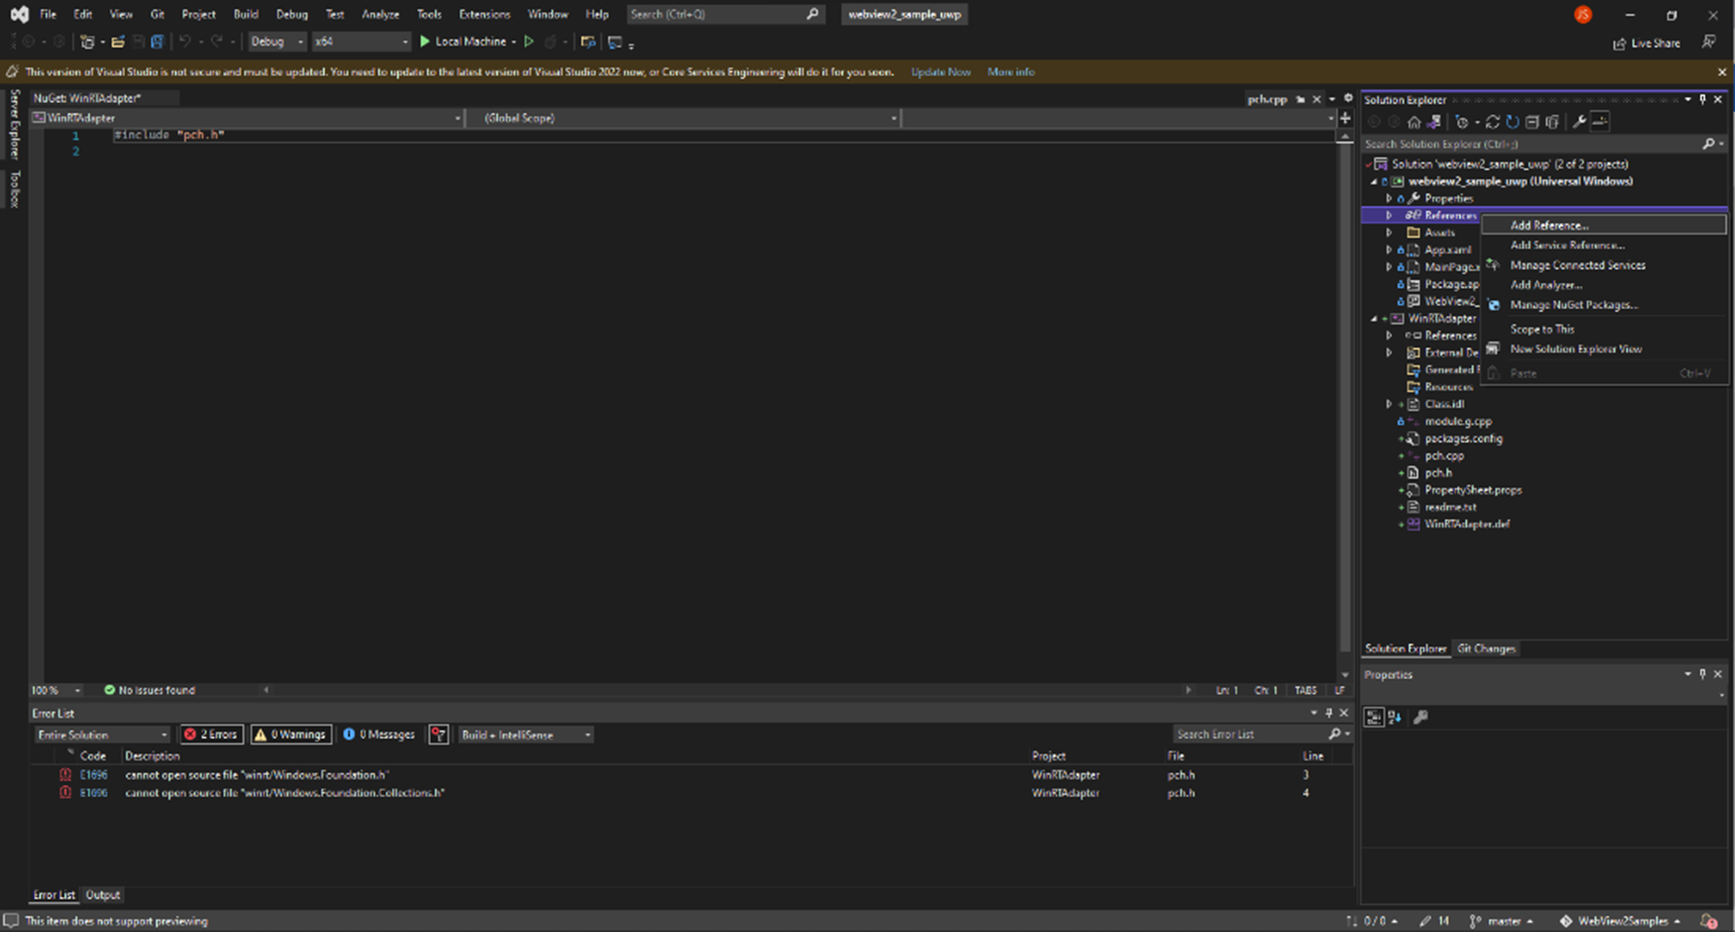 File Edit View Git Project Build Debug Test Analyze Tools Extensions Window Help Search (Ctrl+Q) webview2_sample_uwp JS
Debug x64 Local Machine Live Share
This version of Visual Studio is not secure and must be updated. You need to update to the latest version of Visual Studio 2022 now, or Core Services Engineering will do it for you soon. Update Now More info
Server Explorer
Toolbox
NuGet: WinRTAdapter* pch.cpp
WinRTAdapter (Global Scope)
1 #include "pch.h"
2
100 % No issues found Ln: 1 Ch: 1 TABS LF
Solution Explorer
Search Solution Explorer (Ctrl+;)
Solution 'webview2_sample_uwp' (2 of 2 projects)
webview2_sample_uwp (Universal Windows)
Properties
References
Assets
App.xaml
MainPage.x
Package.ap
WebView2_
WinRTAdapter
References
External De
Generated F
Resources
Class.idl
module.g.cpp
packages.config
pch.cpp
pch.h
PropertySheet.props
readme.txt
WinRTAdapter.def
Add Reference...
Add Service Reference...
Manage Connected Services
Add Analyzer...
Manage NuGet Packages...
Scope to This
New Solution Explorer View
Paste Ctrl+V
Solution Explorer Git Changes
Properties
Error List
Entire Solution 2 Errors 0 Warnings 0 Messages Build + IntelliSense Search Error List
Code Description Project File Line
E1696 cannot open source file "winrt/Windows.Foundation.h" WinRTAdapter pch.h 3
E1696 cannot open source file "winrt/Windows.Foundation.Collections.h" WinRTAdapter pch.h 4
Error List Output
This item does not support previewing 0 / 0 14 master WebView2Samples